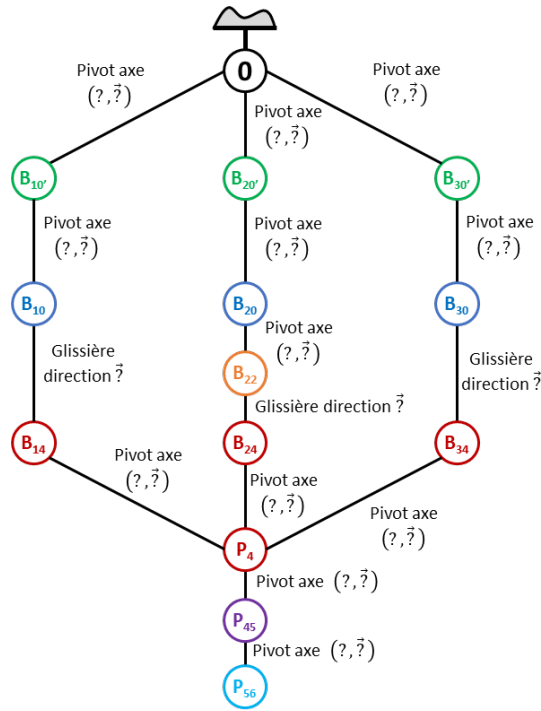 0
Pivot axe
(?, ?⃗)
Pivot axe
(?, ?⃗)
Pivot axe
(?, ?⃗)
B10'
B20'
B30'
Pivot axe
(?, ?⃗)
Pivot axe
(?, ?⃗)
Pivot axe
(?, ?⃗)
B10
B20
B30
Pivot axe
(?, ?⃗)
Glissière
direction ?⃗
B22
Glissière
direction ?⃗
Glissière direction ?⃗
B14
B24
B34
Pivot axe
(?, ?⃗)
Pivot axe
(?, ?⃗)
Pivot axe
(?, ?⃗)
P4
Pivot axe (?, ?⃗)
P45
Pivot axe (?, ?⃗)
P56